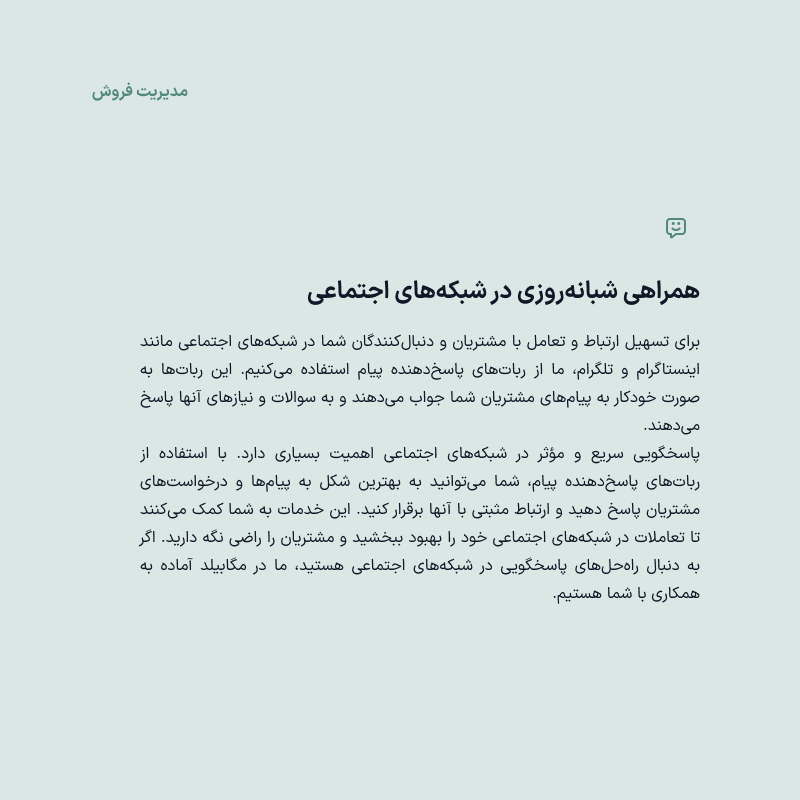 مدیریت فروش
همراهی شبانه‌روزی در شبکه‌های اجتماعی
برای تسهیل ارتباط و تعامل با مشتریان و دنبال‌کنندگان شما در شبکه‌های اجتماعی مانند
اینستاگرام و تلگرام، ما از ربات‌های پاسخ‌دهنده پیام استفاده می‌کنیم. این ربات‌ها به
صورت خودکار به پیام‌های مشتریان شما جواب می‌دهند و به سوالات و نیازهای آنها پاسخ
می‌دهند.
پاسخگویی سریع و مؤثر در شبکه‌های اجتماعی اهمیت بسیاری دارد. با استفاده از
ربات‌های پاسخ‌دهنده پیام، شما می‌توانید به بهترین شکل به پیام‌ها و درخواست‌های
مشتریان پاسخ دهید و ارتباط مثبتی با آنها برقرار کنید. این خدمات به شما کمک می‌کنند
تا تعاملات در شبکه‌های اجتماعی خود را بهبود ببخشید و مشتریان را راضی نگه دارید. اگر
به دنبال راه‌حل‌های پاسخگویی در شبکه‌های اجتماعی هستید، ما در مگابیلد آماده به
همکاری با شما هستیم.